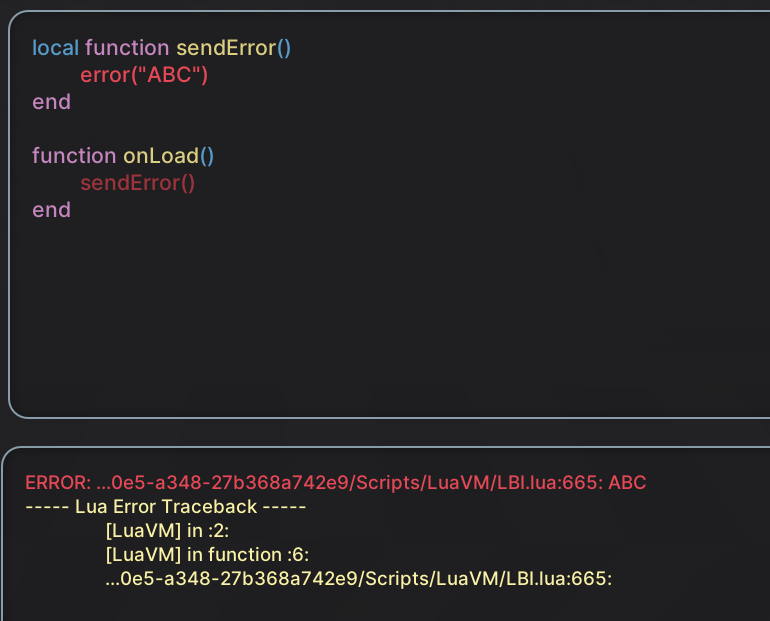 local function sendError()
error("ABC")
end
function onLoad()
sendError()
end
ERROR: ...0e5-a348-27b368a742e9/Scripts/LuaVM/LBI.lua:665: ABC
----- Lua Error Traceback -----
[LuaVM] in :2:
[LuaVM] in function :6:
...0e5-a348-27b368a742e9/Scripts/LuaVM/LBI.lua:665: